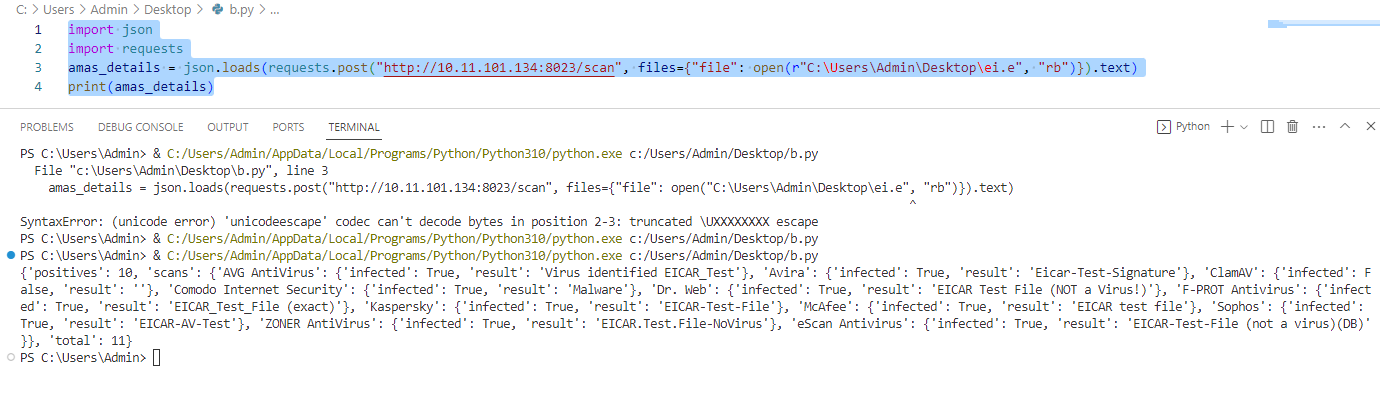 C: > Users > Admin > Desktop > b.py > ...
1 import json
2 import requests
3 amas_details = json.loads(requests.post("http://10.11.101.134:8023/scan", files={"file": open(r"C:\Users\Admin\Desktop\ei.e", "rb")}).text)
4 print(amas_details)
PROBLEMS DEBUG CONSOLE OUTPUT PORTS TERMINAL Python
PS C:\Users\Admin> & C:/Users/Admin/AppData/Local/Programs/Python/Python310/python.exe c:/Users/Admin/Desktop/b.py
File "c:\Users\Admin\Desktop\b.py", line 3
amas_details = json.loads(requests.post("http://10.11.101.134:8023/scan", files={"file": open("C:\Users\Admin\Desktop\ei.e", "rb")}).text)
^
SyntaxError: (unicode error) 'unicodeescape' codec can't decode bytes in position 2-3: truncated \UXXXXXXXX escape
PS C:\Users\Admin> & C:/Users/Admin/AppData/Local/Programs/Python/Python310/python.exe c:/Users/Admin/Desktop/b.py
PS C:\Users\Admin> & C:/Users/Admin/AppData/Local/Programs/Python/Python310/python.exe c:/Users/Admin/Desktop/b.py
{'positives': 10, 'scans': {'AVG AntiVirus': {'infected': True, 'result': 'Virus identified EICAR_Test'}, 'Avira': {'infected': True, 'result': 'Eicar-Test-Signature'}, 'ClamAV': {'infected': F
alse, 'result': ''}, 'Comodo Internet Security': {'infected': True, 'result': 'Malware'}, 'Dr. Web': {'infected': True, 'result': 'EICAR Test File (NOT a Virus!)'}, 'F-PROT Antivirus': {'infect
ed': True, 'result': 'EICAR_Test_File (exact)'}, 'Kaspersky': {'infected': True, 'result': 'EICAR-Test-File'}, 'McAfee': {'infected': True, 'result': 'EICAR test file'}, 'Sophos': {'infected':
True, 'result': 'EICAR-AV-Test'}, 'ZONER AntiVirus': {'infected': True, 'result': 'EICAR.Test.File-NoVirus'}, 'eScan Antivirus': {'infected': True, 'result': 'EICAR-Test-File (not a virus)(DB)'
}}, 'total': 11}
PS C:\Users\Admin>